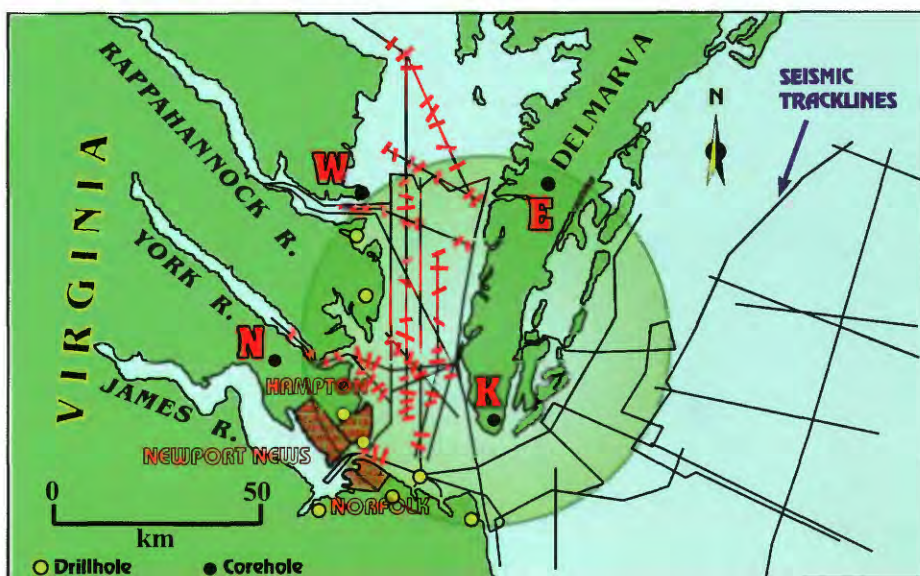 RAPPAHANNOCK R.
DELMARVA
SEISMIC
TRACKLINES
N
W
E
VIRGINIA
YORK R.
N
HAMPTON
K
JAMES R.
NEWPORT NEWS
NORFOLK
0 50
km
Drillhole Corehole